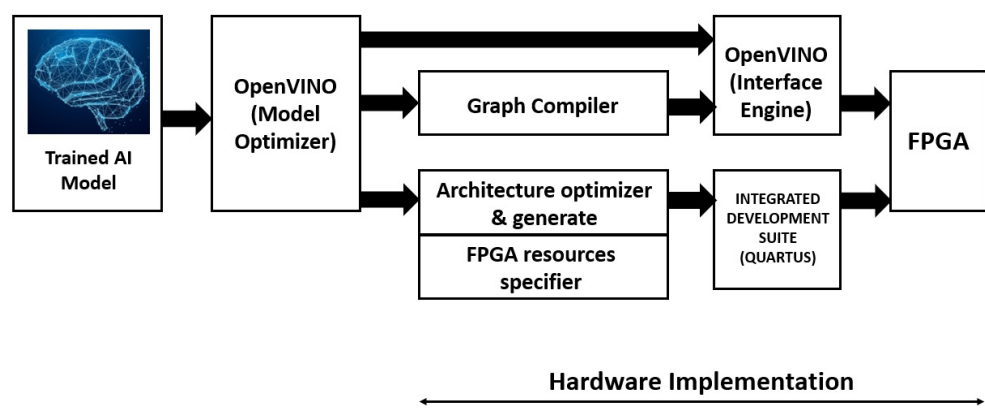 Trained AI
Model
OpenVINO
(Model
Optimizer)
Graph Compiler
Architecture optimizer
& generate
FPGA resources
specifier
OpenVINO
(Interface
Engine)
INTEGRATED
DEVELOPMENT
SUITE
(QUARTUS)
FPGA
Hardware Implementation